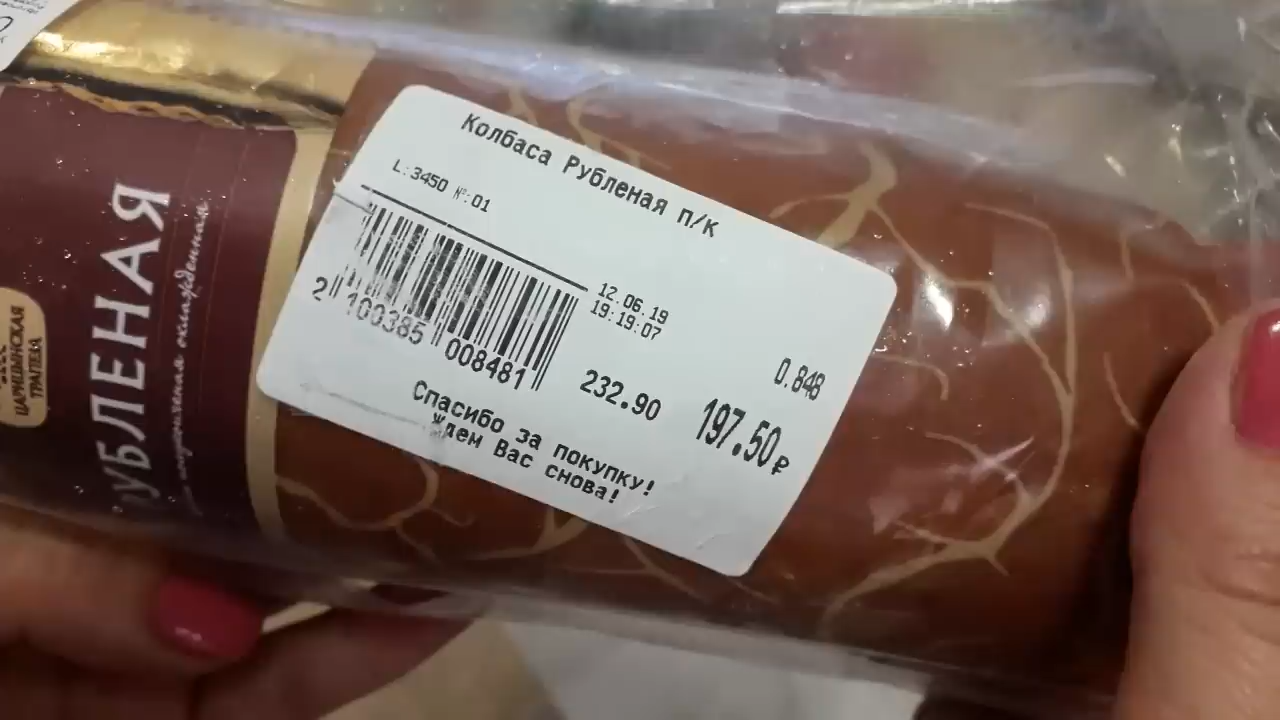 Колбаса Рубленая п/к
L:3450 №:01
12.06.19
19:19:07
2 100385 008481
0.848
232.90
197.50₽
Спасибо за покупку!
Ждем Вас снова!
РУБЛЕНАЯ
охлажденная
ЦАРИЦЫНСКАЯ
ТРАПЕЗА